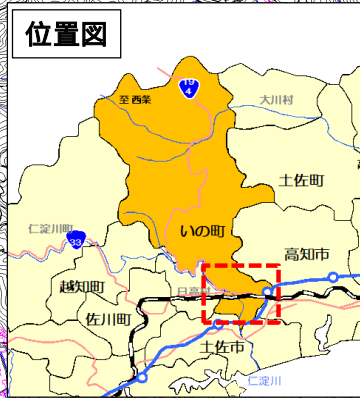 位置図
19
4
至 西条
大川村
土佐町
仁淀川町
33
いの町
高知市
越知町
日高村
佐川町
土佐市
仁淀川